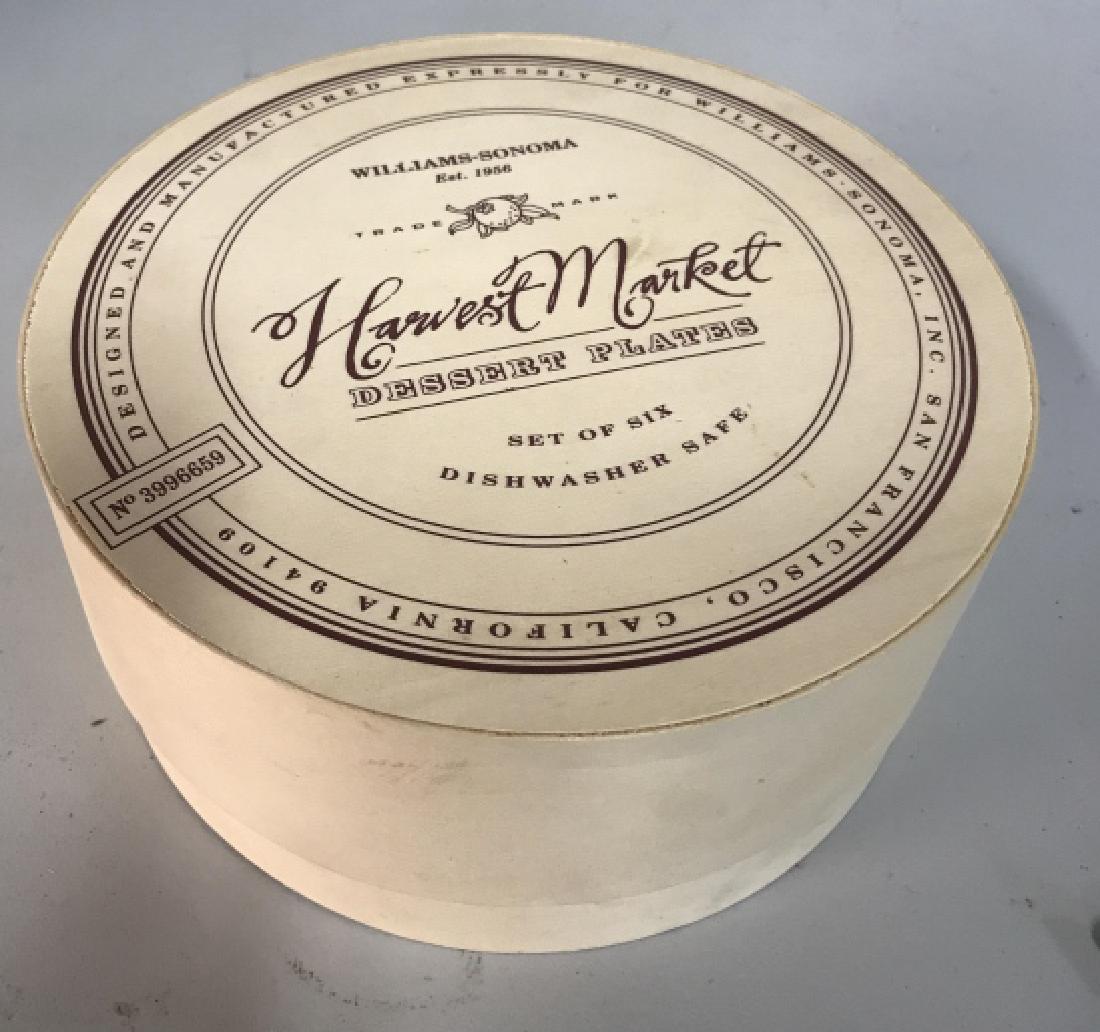 WILLIAMS-SONOMA
Est. 1956
TRADE MARK
Harvest Market
DESSERT PLATES
SET OF SIX
DISHWASHER SAFE
DESIGNED AND MANUFACTURED EXPRESSLY FOR WILLIAMS-SONOMA, INC. SAN FRANCISCO, CALIFORNIA 94109
Nº 3996659